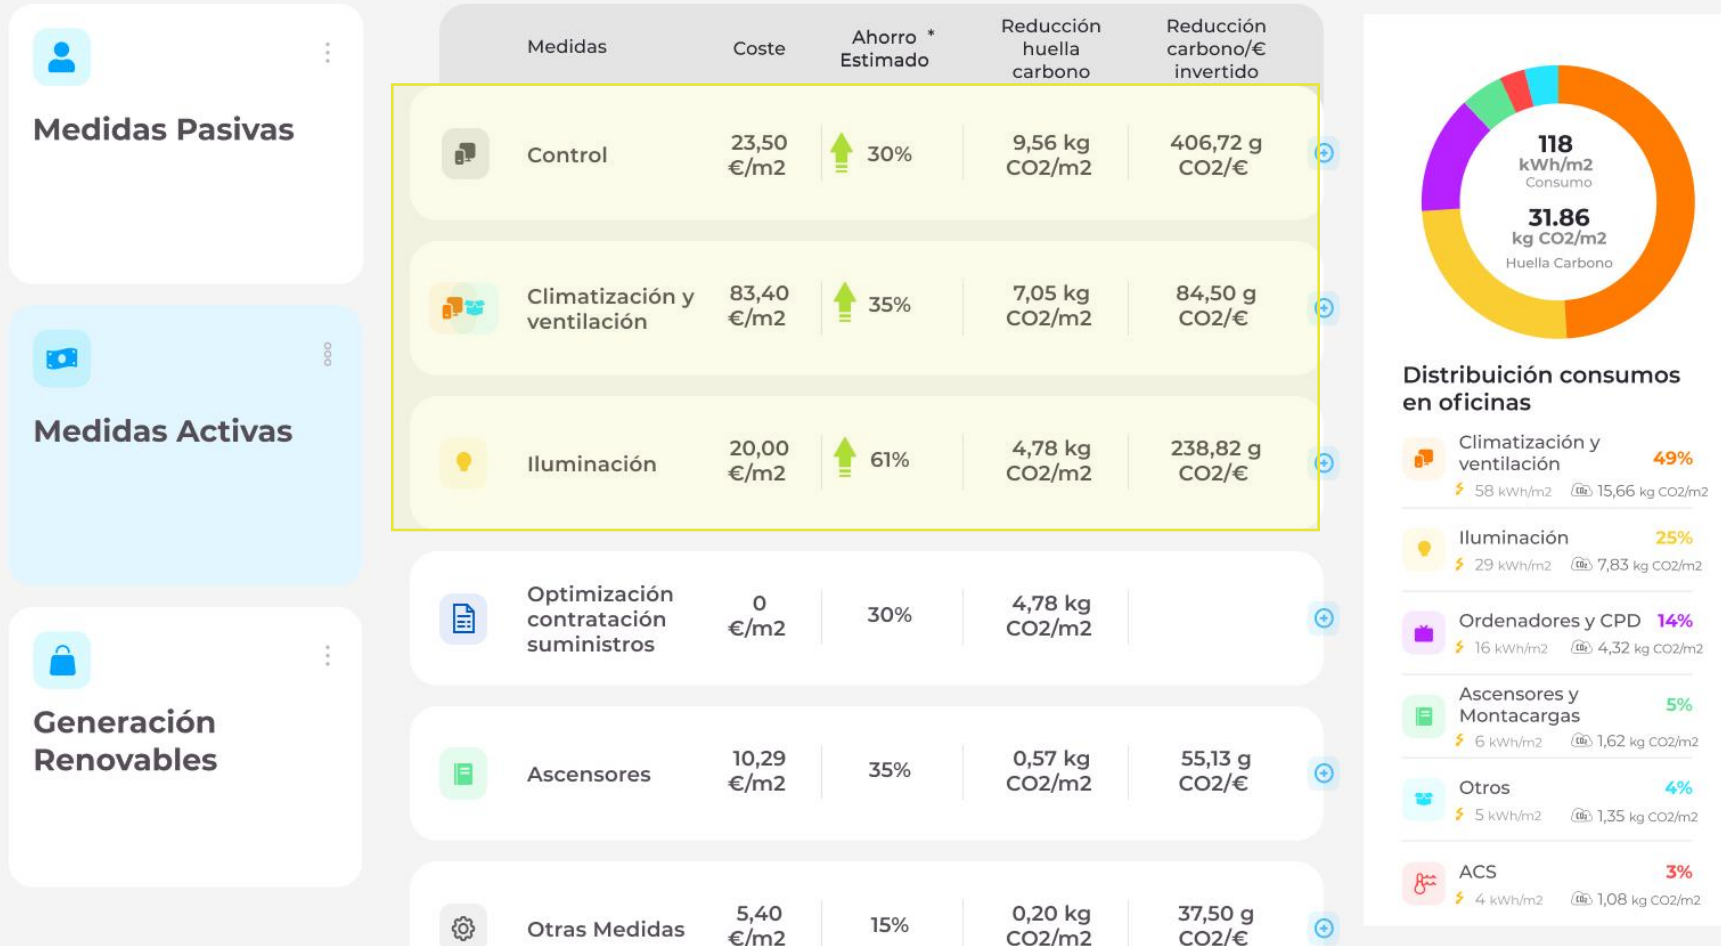 Medidas Pasivas
Medidas Activas
Generación
Renovables
Medidas
Coste
Ahorro *
Estimado
Reducción
huella
carbono
Reducción
carbono/€
invertido
Control
23,50
€/m2
30%
9,56 kg
CO2/m2
406,72 g
CO2/€
Climatización y
ventilación
83,40
€/m2
35%
7,05 kg
CO2/m2
84,50 g
CO2/€
Iluminación
20,00
€/m2
61%
4,78 kg
CO2/m2
238,82 g
CO2/€
Optimización
contratación
suministros
0
€/m2
30%
4,78 kg
CO2/m2
Ascensores
10,29
€/m2
35%
0,57 kg
CO2/m2
55,13 g
CO2/€
Otras Medidas
5,40
€/m2
15%
0,20 kg
CO2/m2
37,50 g
CO2/€
118
kWh/m2
Consumo
31.86
kg CO2/m2
Huella Carbono
Distribuición consumos
en oficinas
Climatización y
ventilación
49%
58 kWh/m2 CO2 15,66 kg CO2/m2
Iluminación 25%
29 kWh/m2 CO2 7,83 kg CO2/m2
Ordenadores y CPD 14%
16 kWh/m2 CO2 4,32 kg CO2/m2
Ascensores y
Montacargas
5%
6 kWh/m2 CO2 1,62 kg CO2/m2
Otros 4%
5 kWh/m2 CO2 1,35 kg CO2/m2
ACS 3%
4 kWh/m2 CO2 1,08 kg CO2/m2